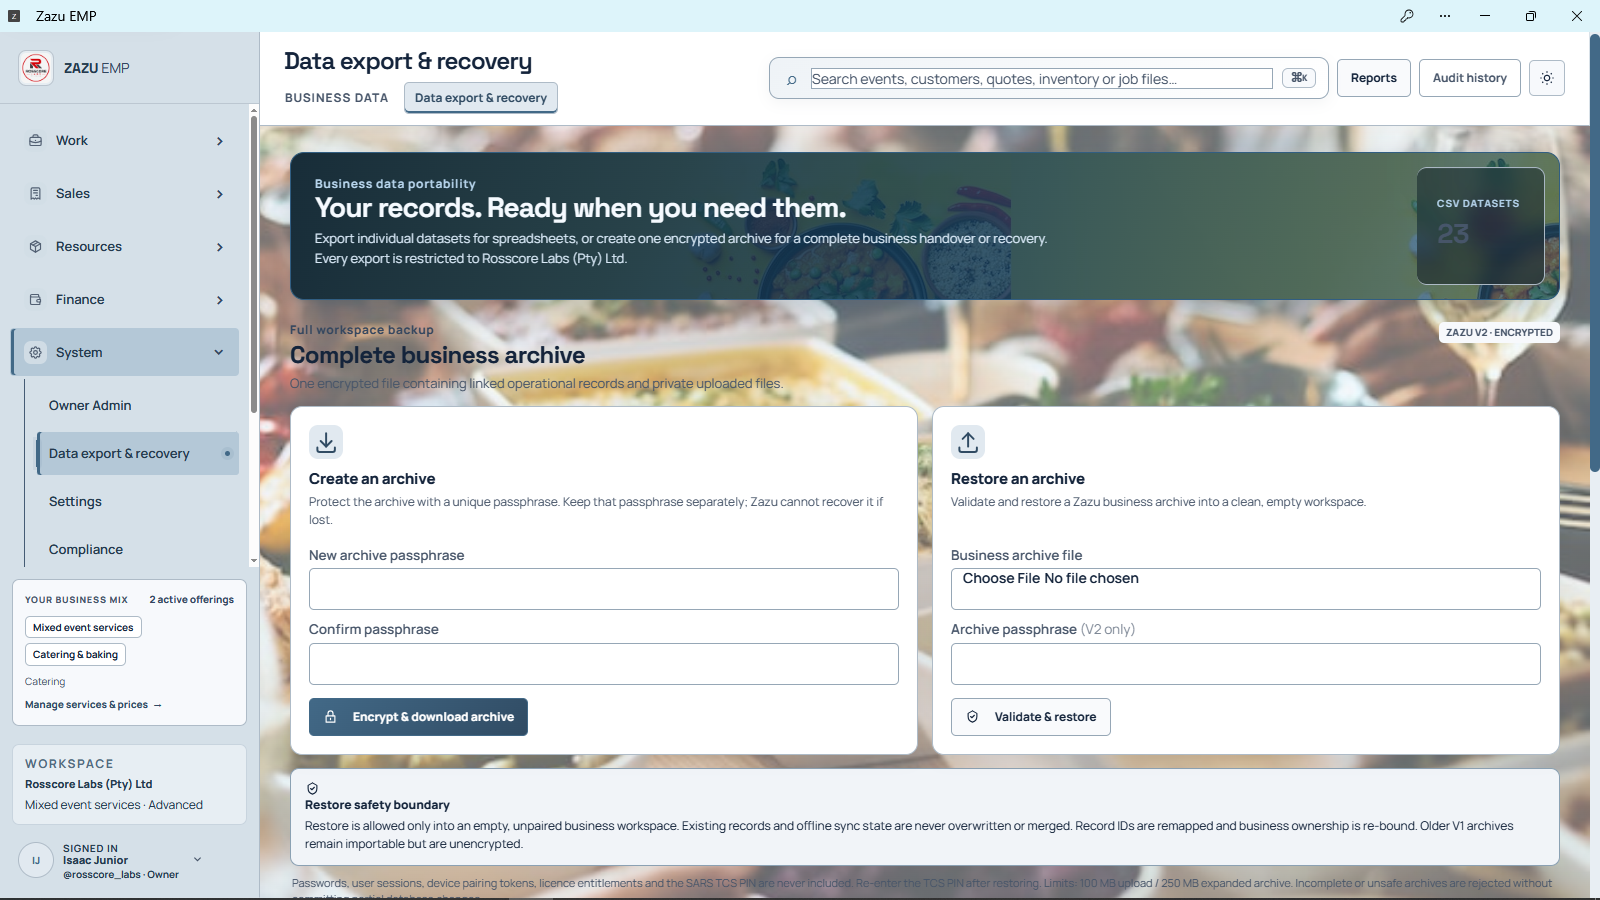 Zazu EMP
ZAZU EMP
Work
Sales
Resources
Finance
System
Owner Admin
Data export & recovery
Settings
Compliance
YOUR BUSINESS MIX 2 active offerings
Mixed event services
Catering & baking
Catering
Manage services & prices →
WORKSPACE
Rosscore Labs (Pty) Ltd
Mixed event services · Advanced
IJ
SIGNED IN
Isaac Junior
@rosscore_labs · Owner
Data export & recovery
BUSINESS DATA Data export & recovery
Search events, customers, quotes, inventory or job files...
⌘K
Reports
Audit history
Business data portability
Your records. Ready when you need them.
Export individual datasets for spreadsheets, or create one encrypted archive for a complete business handover or recovery.
Every export is restricted to Rosscore Labs (Pty) Ltd.
CSV DATASETS
23
Full workspace backup
Complete business archive
One encrypted file containing linked operational records and private uploaded files.
ZAZU V2 · ENCRYPTED
Create an archive
Protect the archive with a unique passphrase. Keep that passphrase separately; Zazu cannot recover it if
lost.
New archive passphrase
Confirm passphrase
Encrypt & download archive
Restore an archive
Validate and restore a Zazu business archive into a clean, empty workspace.
Business archive file
Choose File No file chosen
Archive passphrase (V2 only)
Validate & restore
Restore safety boundary
Restore is allowed only into an empty, unpaired business workspace. Existing records and offline sync state are never overwritten or merged. Record IDs are remapped and business ownership is re-bound. Older V1 archives
remain importable but are unencrypted.
Passwords, user sessions, device pairing tokens, licence entitlements and the SARS TCS PIN are never included. Re-enter the TCS PIN after restoring. Limits: 100 MB upload / 250 MB expanded archive. Incomplete or unsafe archives are rejected without